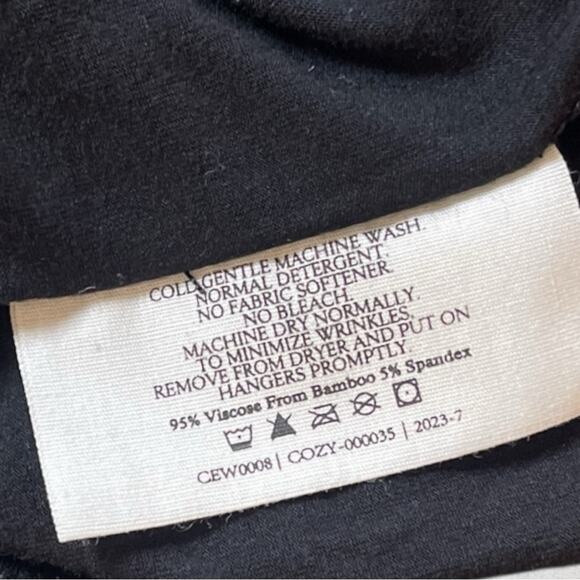 COLD GENTLE MACHINE WASH.
NORMAL DETERGENT.
NO FABRIC SOFTENER.
NO BLEACH.
MACHINE DRY NORMALLY.
TO MINIMIZE WRINKLES,
REMOVE FROM DRYER AND PUT ON
HANGERS PROMPTLY.
95% Viscose From Bamboo 5% Spandex
CEW0008 | COZY-000035 | 2023-7